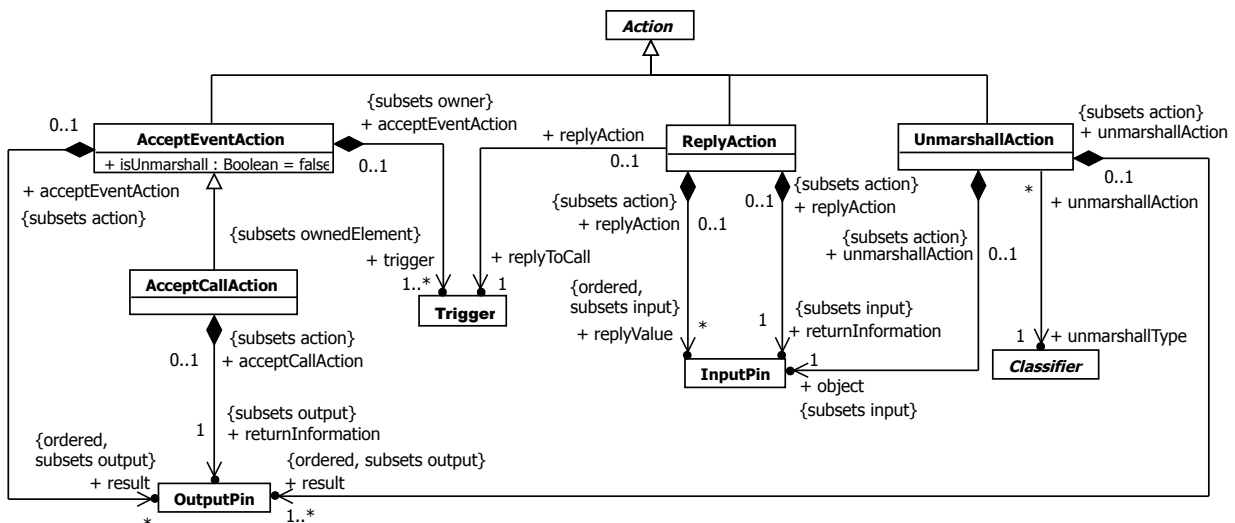 Action
{subsets owner}
+ acceptEventAction
0..1
AcceptEventAction
+ isUnmarshall : Boolean = false
0..1
+ acceptEventAction
{subsets action}
+ replyAction
0..1
ReplyAction
UnmarshallAction
{subsets action}
+ unmarshallAction
0..1
{subsets action}
+ replyAction
0..1
{subsets action}
+ replyAction
0..1
*
+ unmarshallAction
{subsets action}
+ unmarshallAction
0..1
{subsets ownedElement}
+ trigger
1..*
+ replyToCall
1
Trigger
AcceptCallAction
{subsets action}
+ acceptCallAction
0..1
{ordered,
subsets input}
+ replyValue
*
{subsets input}
+ returnInformation
1
InputPin
1
+ object
{subsets input}
1
+ unmarshallType
Classifier
{subsets output}
+ returnInformation
1
{ordered,
subsets output}
+ result
*
OutputPin
{ordered, subsets output}
+ result
1..*